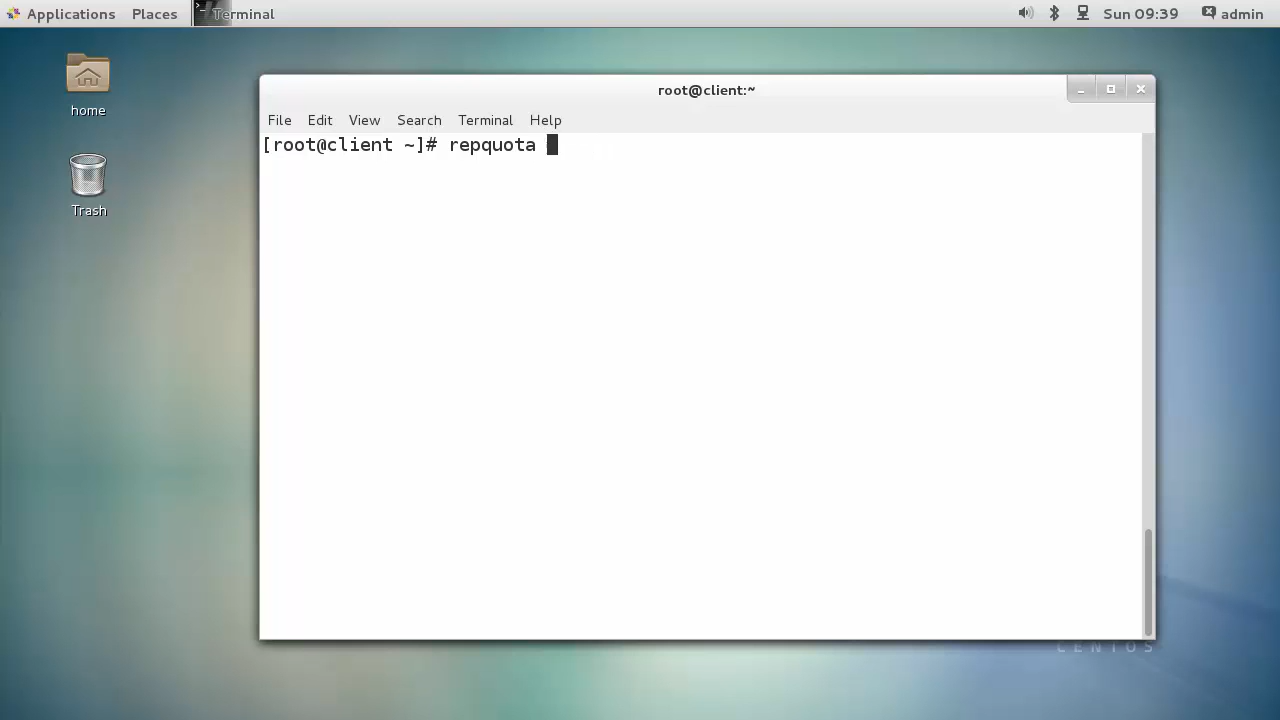 Applications Places Terminal Sun 09:39 admin
home
Trash
root@client:~
File Edit View Search Terminal Help
[root@client ~]# repquota
CENTOS